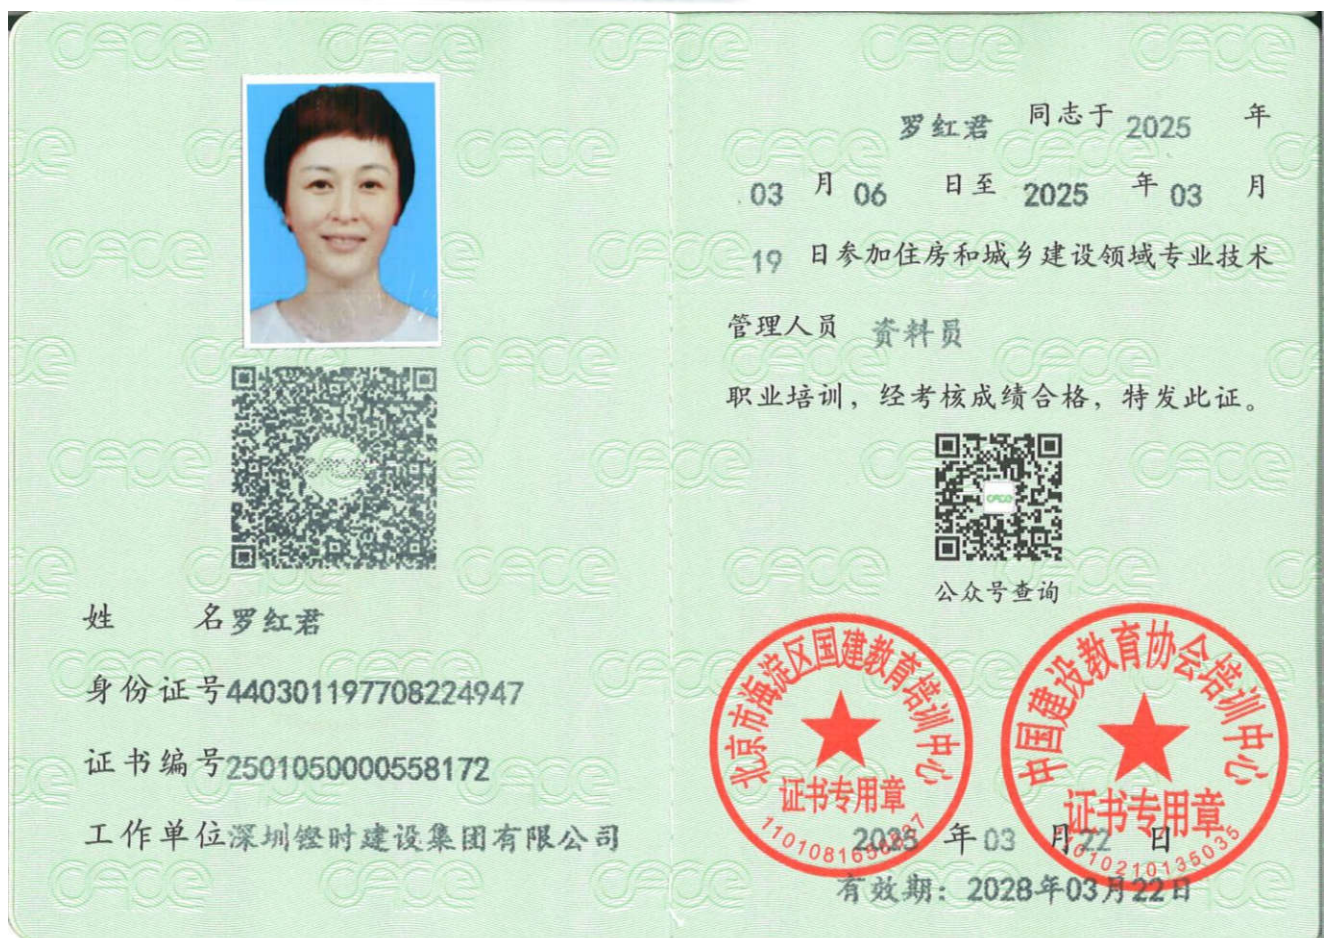 姓 名 罗红君
身份证号 440301197708224947
证书编号 2501050000558172
工作单位 深圳铿时建设集团有限公司
罗红君 同志于 2025 年
03 月 06 日至 2025 年 03 月
19 日参加住房和城乡建设领域专业技术
管理人员 资料员
职业培训，经考核成绩合格，特发此证。
CACE
公众号查询
北京市海淀区国建教育培训中心
证书专用章
中国建设教育协会培训中心
证书专用章
2025 年 03 月 22 日
有效期：2028年03月22日